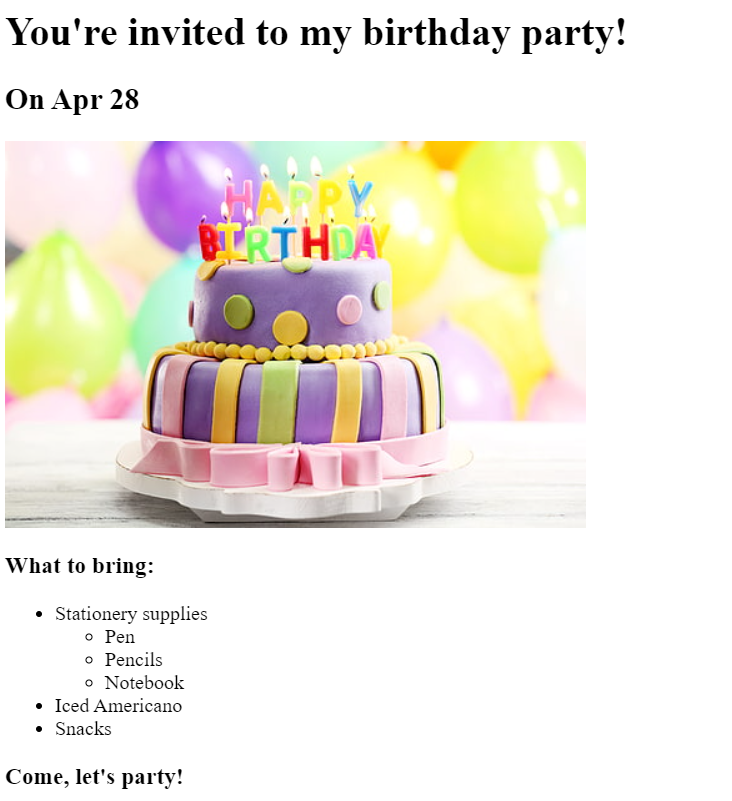 You're invited to my birthday party!
On Apr 28
HAPPY
BIRTHDAY
What to bring:
Stationery supplies
Pen
Pencils
Notebook
Iced Americano
Snacks
Come, let's party!